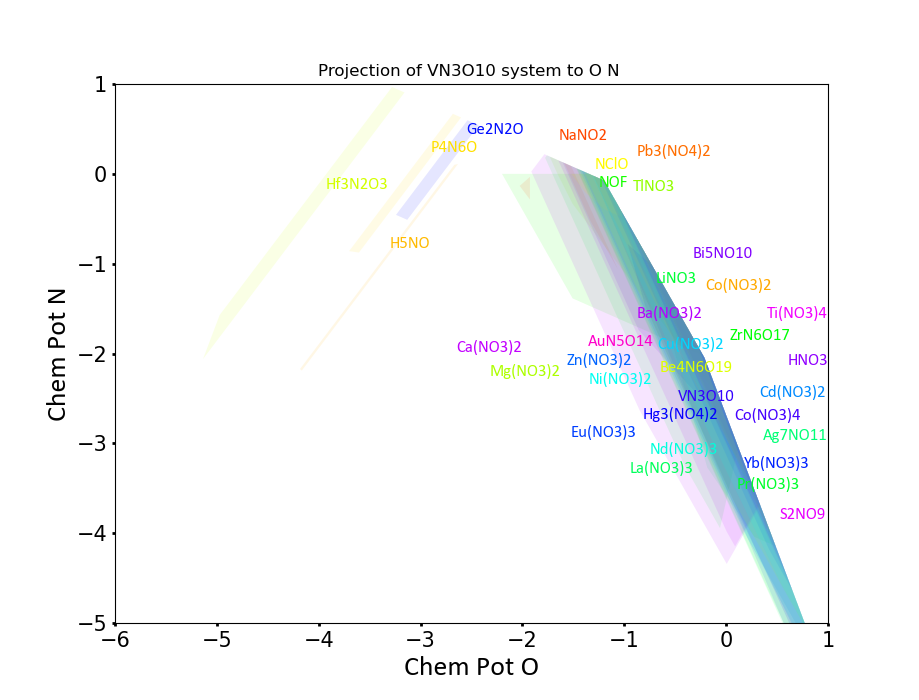 Projection of VN3O10 system to O N
Chem Pot N
1
0
−1
−2
−3
−4
−5
Ge2N2O
NaNO2
P4N6O
Pb3(NO4)2
NClO
Hf3N2O3
NOF
TlNO3
H5NO
Bi5NO10
LiNO3
Co(NO3)2
Ba(NO3)2
Ti(NO3)4
ZrN6O17
AuN5O14
Ca(NO3)2
HNO3
Zn(NO3)2
Be4N6O19
Mg(NO3)2
Ni(NO3)2
Cd(NO3)2
VN3O10
Hg3(NO4)2
Co(NO3)4
Eu(NO3)3
Ag7NO11
Nd(NO3)3
La(NO3)3
Yb(NO3)3
S2NO9
−6
−5
−4
−3
−2
−1
0
1
Chem Pot O